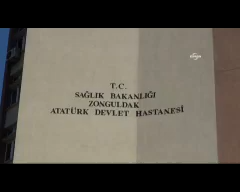 T.C.
SAĞLIK BAKANLIĞI
ZONGULDAK
ATATÜRK DEVLET HASTANESİ